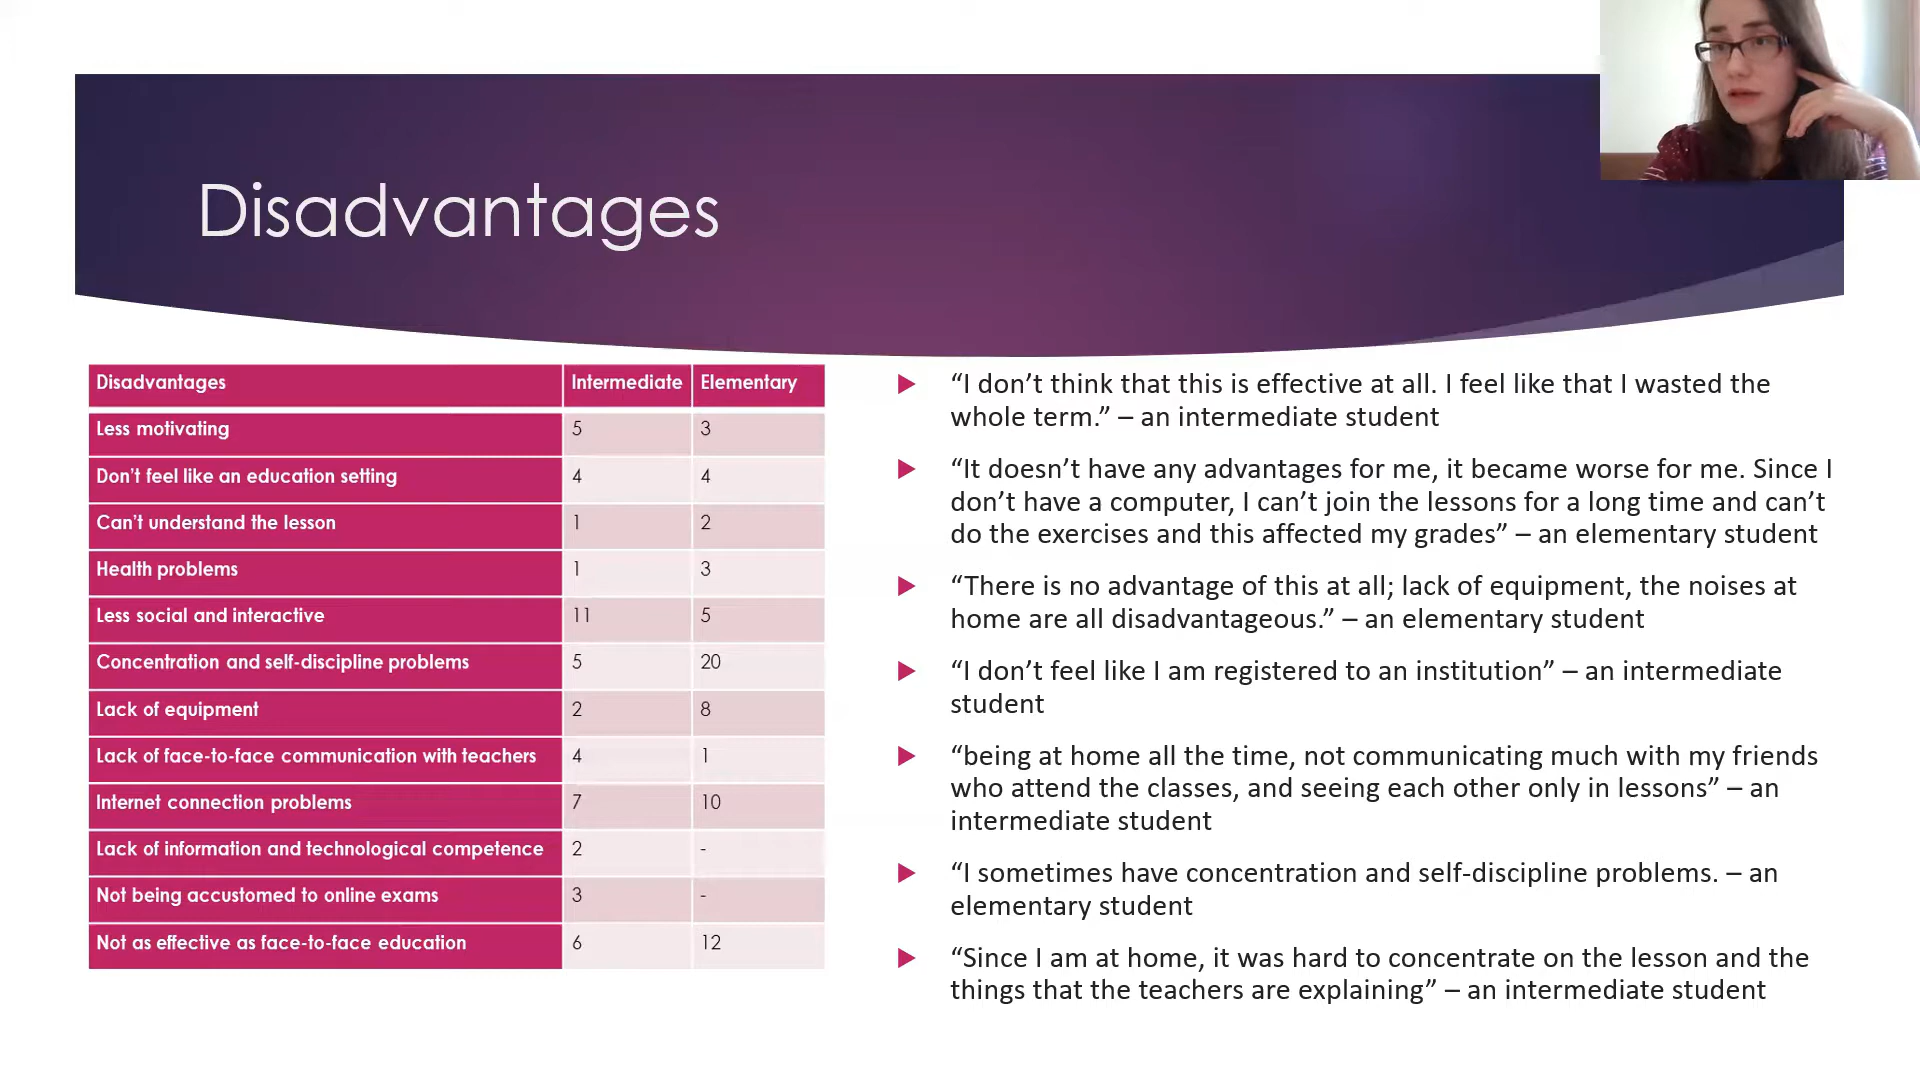 Disadvantages
Disadvantages Intermediate Elementary
Less motivating 5 3
Don't feel like an education setting 4 4
Can't understand the lesson 1 2
Health problems 1 3
Less social and interactive 11 5
Concentration and self-discipline problems 5 20
Lack of equipment 2 8
Lack of face-to-face communication with teachers 4 1
Internet connection problems 7 10
Lack of information and technological competence 2 -
Not being accustomed to online exams 3 -
Not as effective as face-to-face education 6 12
“I don’t think that this is effective at all. I feel like that I wasted the
whole term.” – an intermediate student
“It doesn’t have any advantages for me, it became worse for me. Since I
don’t have a computer, I can’t join the lessons for a long time and can’t
do the exercises and this affected my grades” – an elementary student
“There is no advantage of this at all; lack of equipment, the noises at
home are all disadvantageous.” – an elementary student
“I don’t feel like I am registered to an institution” – an intermediate
student
“being at home all the time, not communicating much with my friends
who attend the classes, and seeing each other only in lessons” – an
intermediate student
“I sometimes have concentration and self-discipline problems. – an
elementary student
“Since I am at home, it was hard to concentrate on the lesson and the
things that the teachers are explaining” – an intermediate student